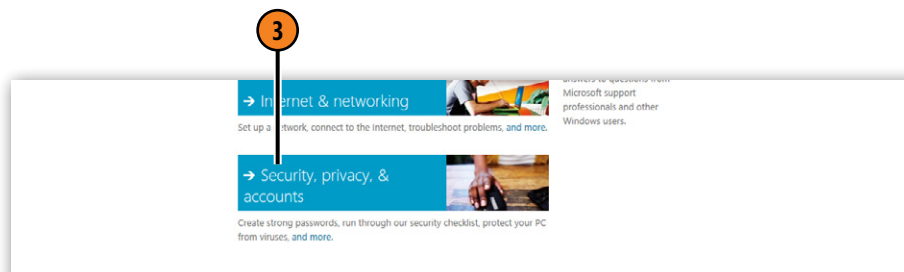 3
answers to questions from
Microsoft support
professionals and other
Windows users.
→ Internet & networking
Set up a network, connect to the Internet, troubleshoot problems, and more.
→ Security, privacy, &
accounts
Create strong passwords, run through our security checklist, protect your PC
from viruses, and more.